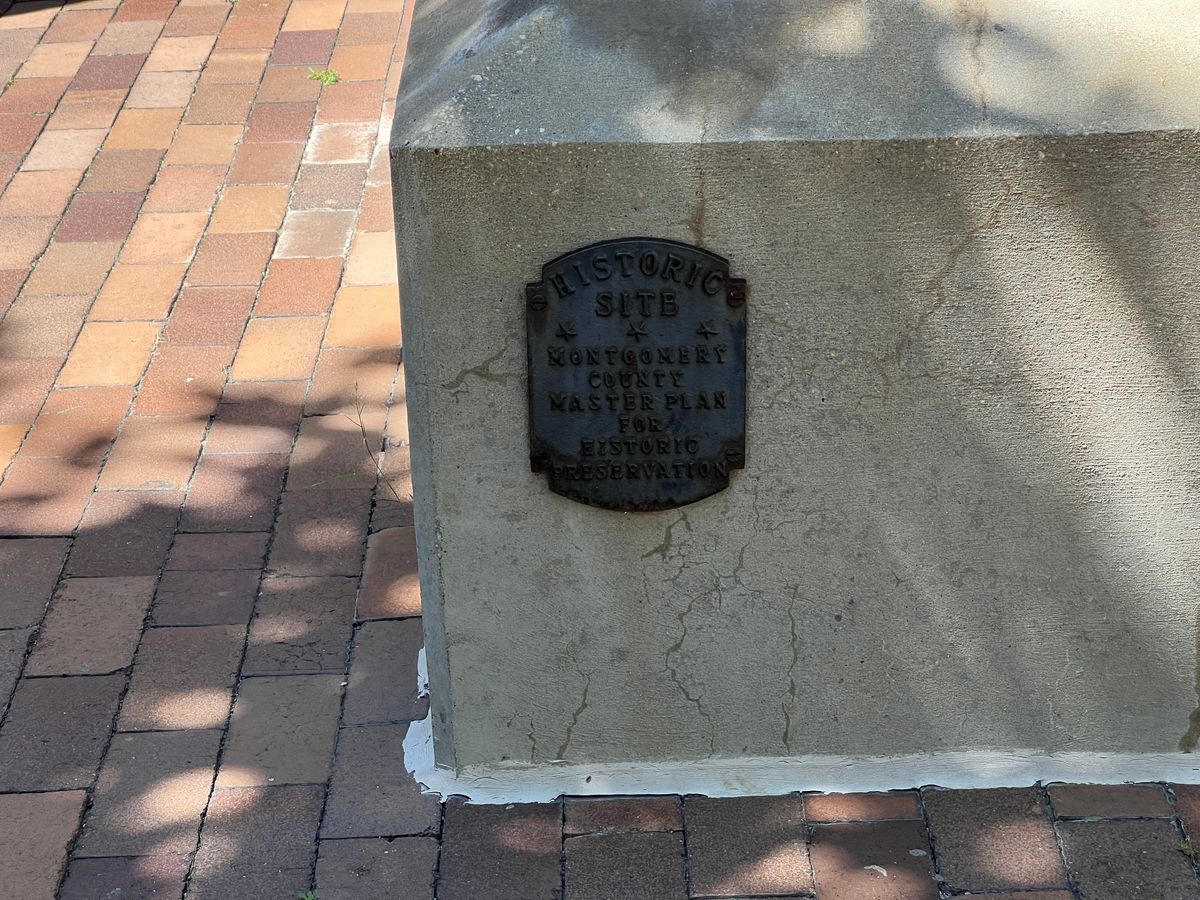 HISTORIC
SITE
MONTGOMERY
COUNTY
MASTER PLAN
FOR
HISTORIC
PRESERVATION